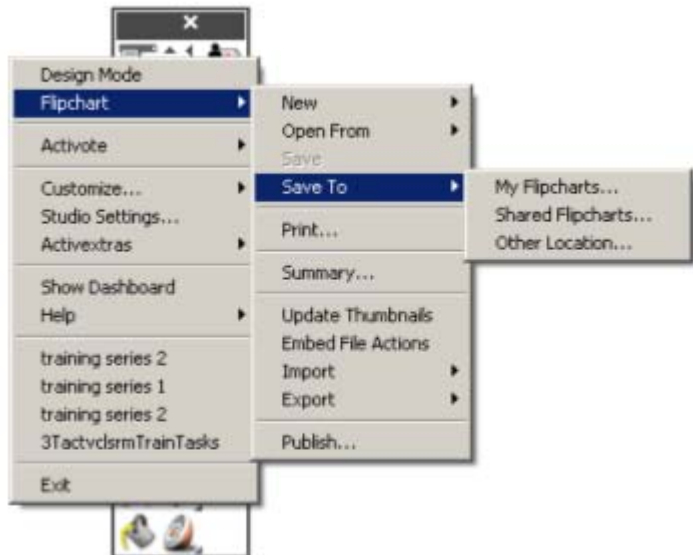 Design Mode
Flipchart
Activote
Customize...
Studio Settings...
Activextras
Show Dashboard
Help
training series 2
training series 1
training series 2
3TactvclsrmTrainTasks
Exit
New
Open From
Save
Save To
Print...
Summary...
Update Thumbnails
Embed File Actions
Import
Export
Publish...
My Flipcharts...
Shared Flipcharts...
Other Location...